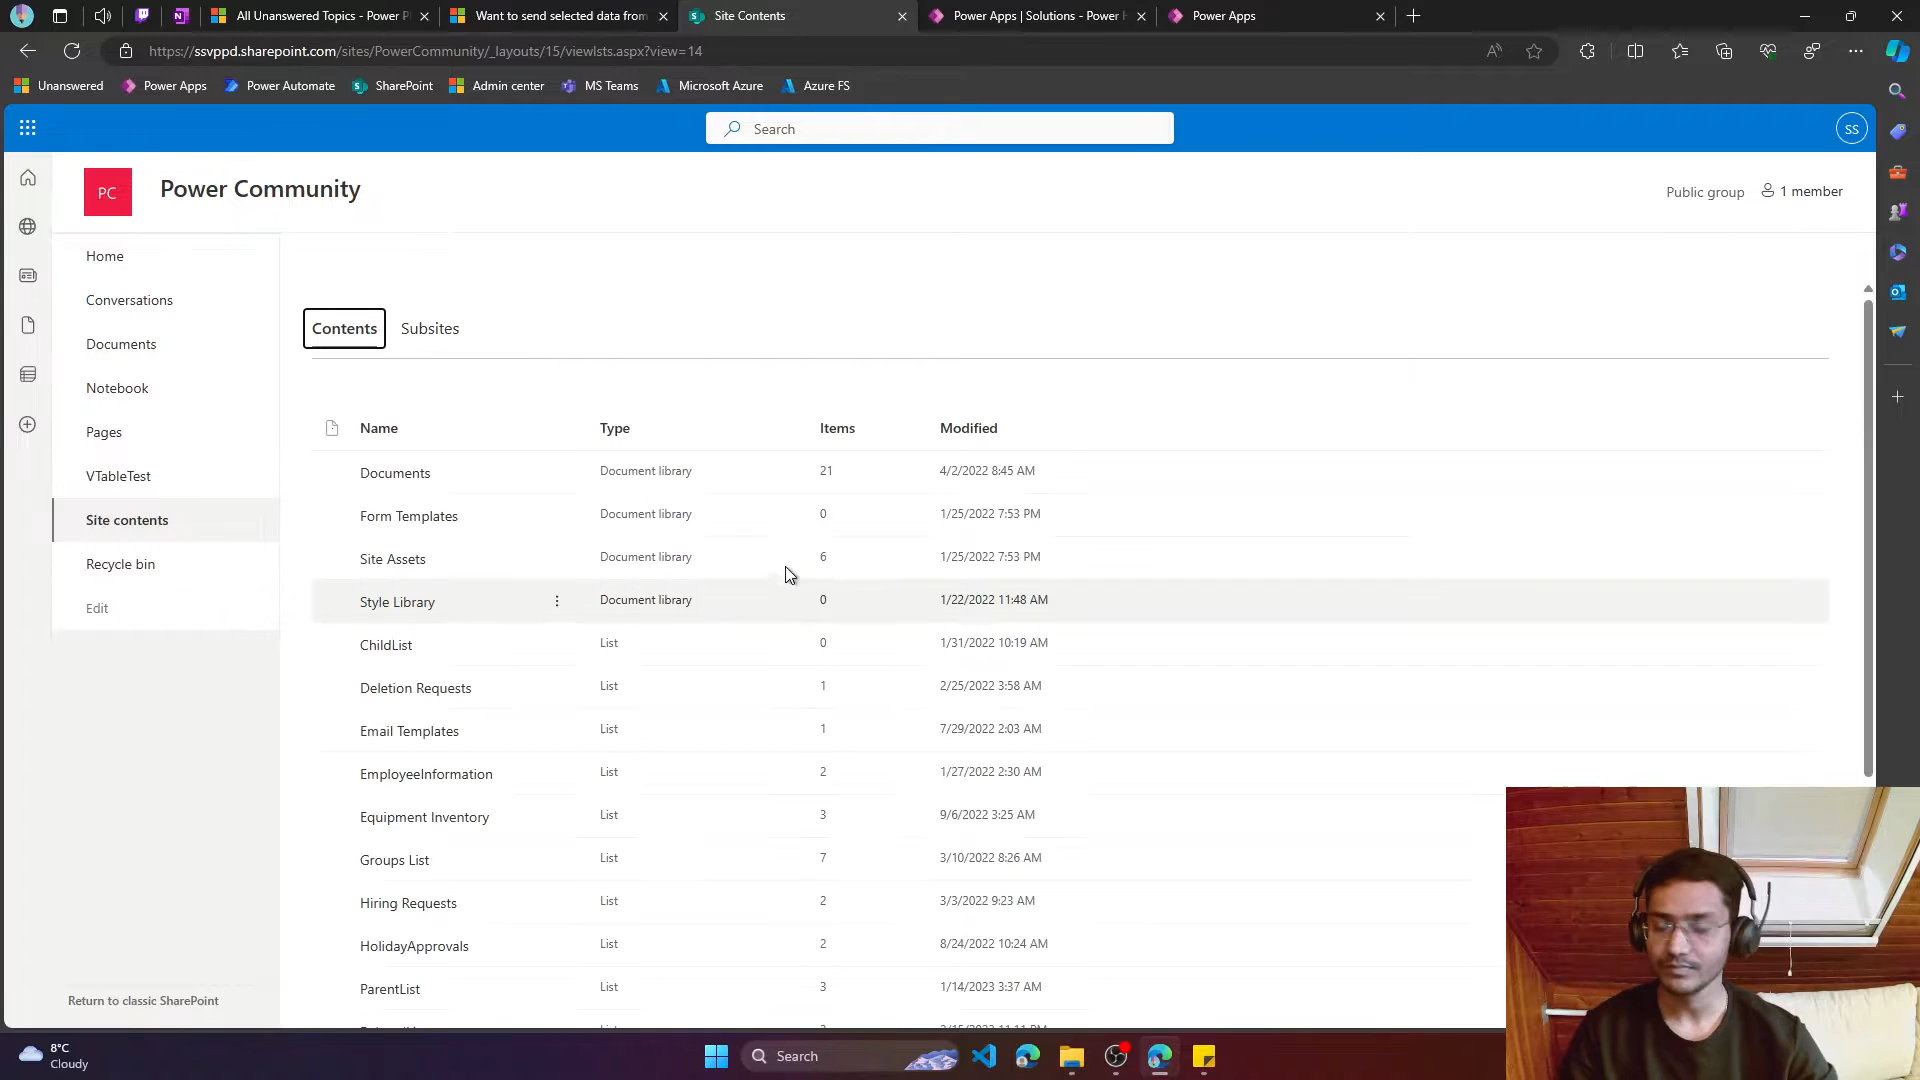 All Unanswered Topics - Power P
Want to send selected data from
Site Contents
Power Apps | Solutions - Power
Power Apps
https://ssvppd.sharepoint.com/sites/PowerCommunity/_layouts/15/viewlsts.aspx?view=14
Unanswered
Power Apps
Power Automate
SharePoint
Admin center
MS Teams
Microsoft Azure
Azure FS
Search
SS
PC
Power Community
Public group
1 member
Home
Conversations
Documents
Notebook
Pages
VTableTest
Site contents
Recycle bin
Edit
Return to classic SharePoint
Contents Subsites
Name Type Items Modified
Documents Document library 21 4/2/2022 8:45 AM
Form Templates Document library 0 1/25/2022 7:53 PM
Site Assets Document library 6 1/25/2022 7:53 PM
Style Library Document library 0 1/22/2022 11:48 AM
ChildList List 0 1/31/2022 10:19 AM
Deletion Requests List 1 2/25/2022 3:58 AM
Email Templates List 1 7/29/2022 2:03 AM
EmployeeInformation List 2 1/27/2022 2:30 AM
Equipment Inventory List 3 9/6/2022 3:25 AM
Groups List List 7 3/10/2022 8:26 AM
Hiring Requests List 2 3/3/2022 9:23 AM
HolidayApprovals List 2 8/24/2022 10:24 AM
ParentList List 3 1/14/2023 3:37 AM
8°C
Cloudy
Search